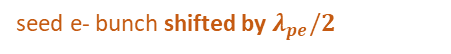 seed e- bunch shifted by λpe/2